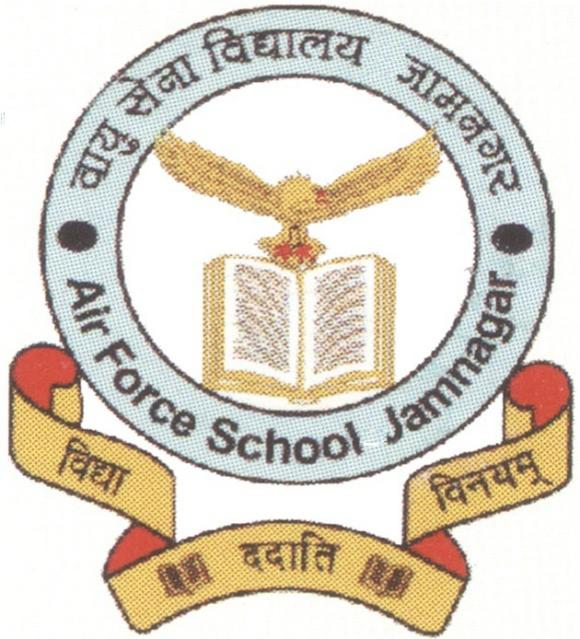 वायु सेना विद्यालय जामनगर
Air Force School Jamnagar
विद्या ददाति विनयम्